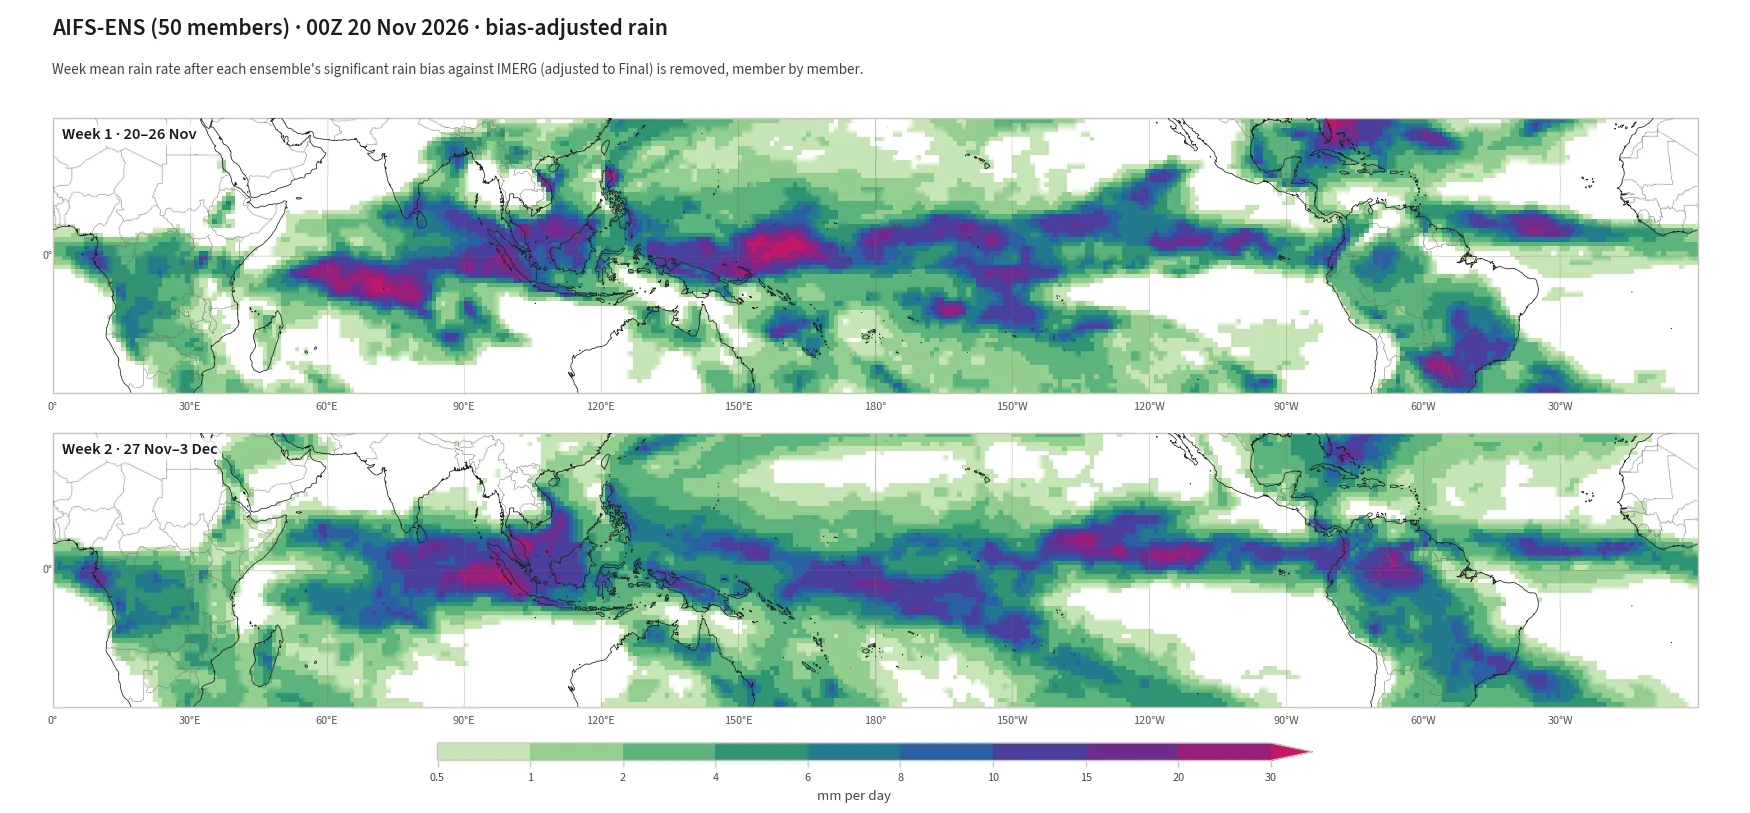 AIFS-ENS (50 members) · 00Z 20 Nov 2026 · bias-adjusted rain
Week mean rain rate after each ensemble's significant rain bias against IMERG (adjusted to Final) is removed, member by member.
Week 1 · 20–26 Nov
0°
0° 30°E 60°E 90°E 120°E 150°E 180° 150°W 120°W 90°W 60°W 30°W
Week 2 · 27 Nov–3 Dec
0°
0° 30°E 60°E 90°E 120°E 150°E 180° 150°W 120°W 90°W 60°W 30°W
0.5 1 2 4 6 8 10 15 20 30
mm per day